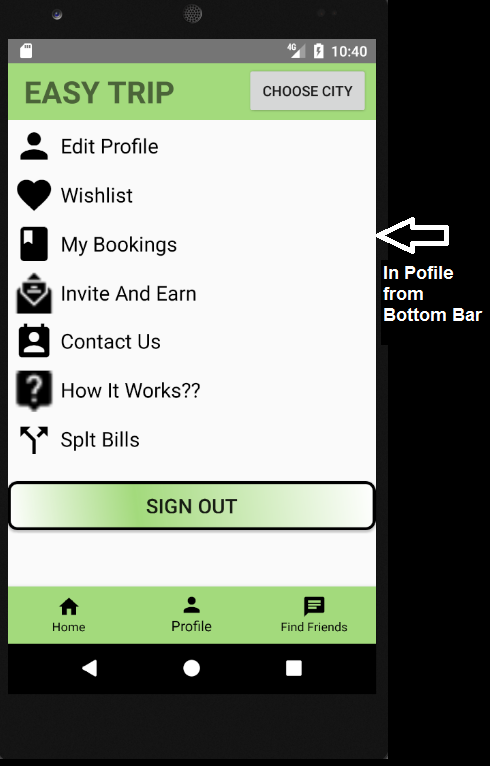 4G 10:40
EASY TRIP CHOOSE CITY
Edit Profile
Wishlist
My Bookings
In Pofile
from
Bottom Bar
Invite And Earn
Contact Us
How It Works??
Splt Bills
SIGN OUT
Home Profile Find Friends